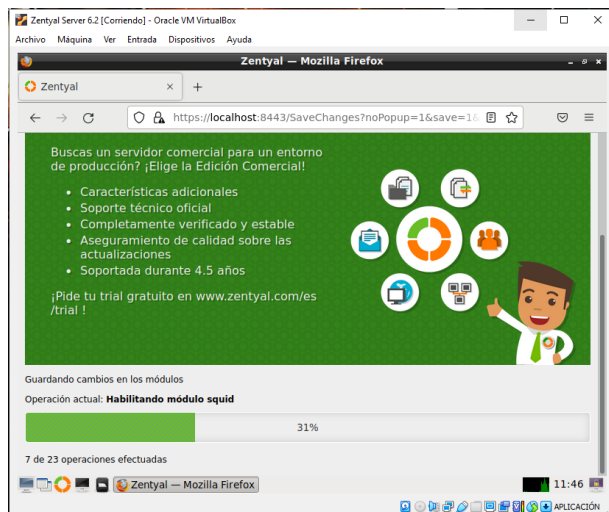 Zentyal Server 6.2 [Corriendo] - Oracle VM VirtualBox
Archivo Máquina Ver Entrada Dispositivos Ayuda
Zentyal — Mozilla Firefox
Zentyal
https://localhost:8443/SaveChanges?noPopup=1&save=1
Buscas un servidor comercial para un entorno
de producción? ¡Elige la Edición Comercial!
• Características adicionales
• Soporte técnico oficial
• Completamente verificado y estable
• Aseguramiento de calidad sobre las
actualizaciones
• Soportada durante 4.5 años
¡Pide tu trial gratuito en www.zentyal.com/es
/trial !
Guardando cambios en los módulos
Operación actual: Habilitando módulo squid
31%
7 de 23 operaciones efectuadas
Zentyal — Mozilla Firefox
11:46
APLICACIÓN